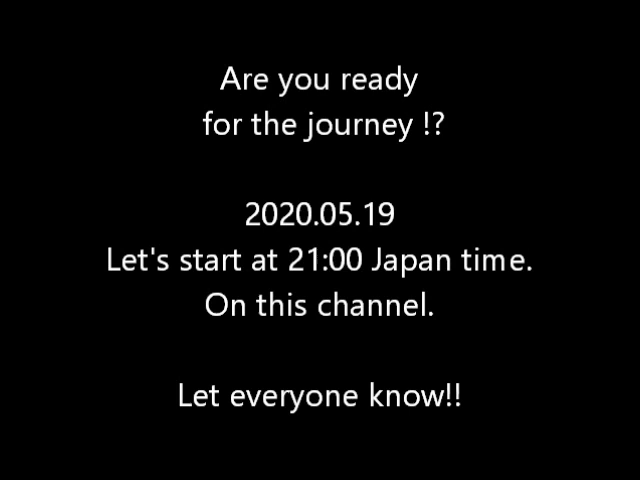 Are you ready
for the journey !?
2020.05.19
Let's start at 21:00 Japan time.
On this channel.
Let everyone know!!